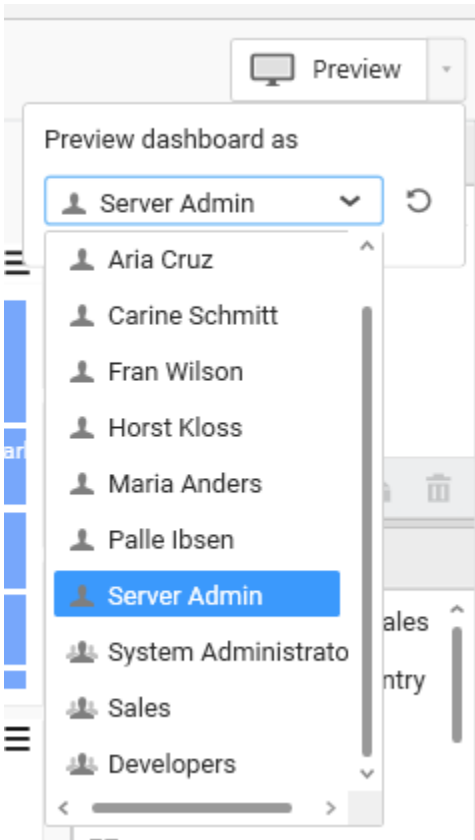 Preview
Preview dashboard as
Server Admin
Aria Cruz
Carine Schmitt
Fran Wilson
Horst Kloss
Maria Anders
Palle Ibsen
Server Admin
System Administrato
Sales
Developers
arl
ales
ntry